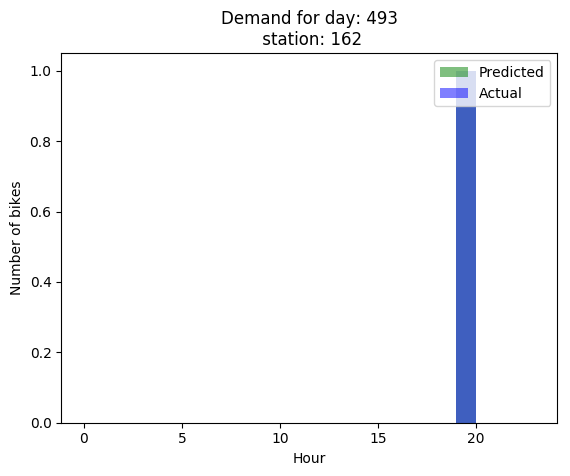 Demand for day: 493
station: 162
Predicted
Actual
Number of bikes
1.0
0.8
0.6
0.4
0.2
0.0
0 5 10 15 20
Hour